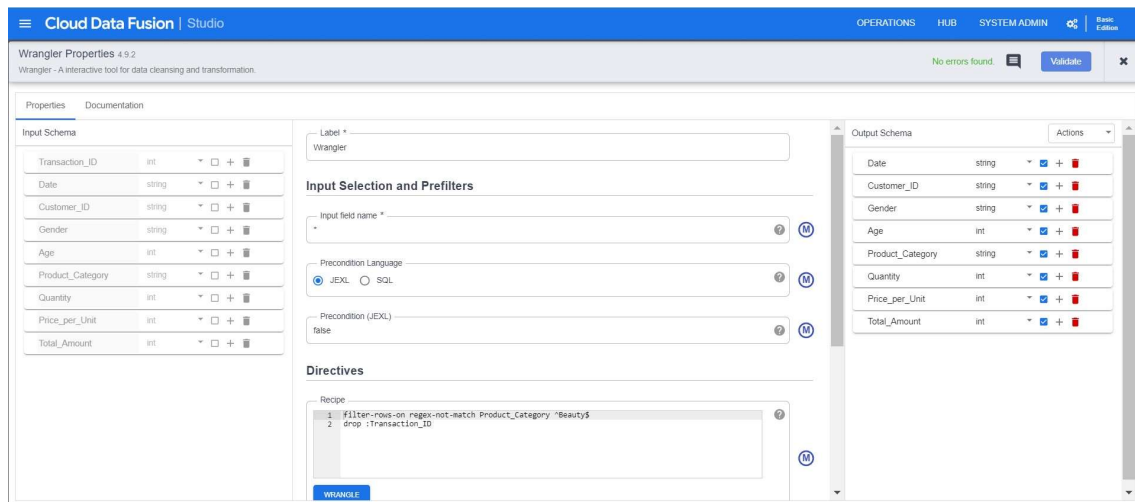 Cloud Data Fusion | Studio
OPERATIONS HUB SYSTEM ADMIN Basic Edition
Wrangler Properties 4.9.2
Wrangler - A interactive tool for data cleansing and transformation.
No errors found.
Validate
Properties Documentation
Input Schema
Transaction_ID int
Date string
Customer_ID string
Gender string
Age int
Product_Category string
Quantity int
Price_per_Unit int
Total_Amount int
Label *
Wrangler
Input Selection and Prefilters
Input field name *
*
Precondition Language
JEXL SQL
Precondition (JEXL)
false
Directives
Recipe
1 filter-rows-on regex-not-match Product_Category ^Beauty$
2 drop :Transaction_ID
WRANGLE
M
M
M
M
Output Schema
Actions
Date string
Customer_ID string
Gender string
Age int
Product_Category string
Quantity int
Price_per_Unit int
Total_Amount int